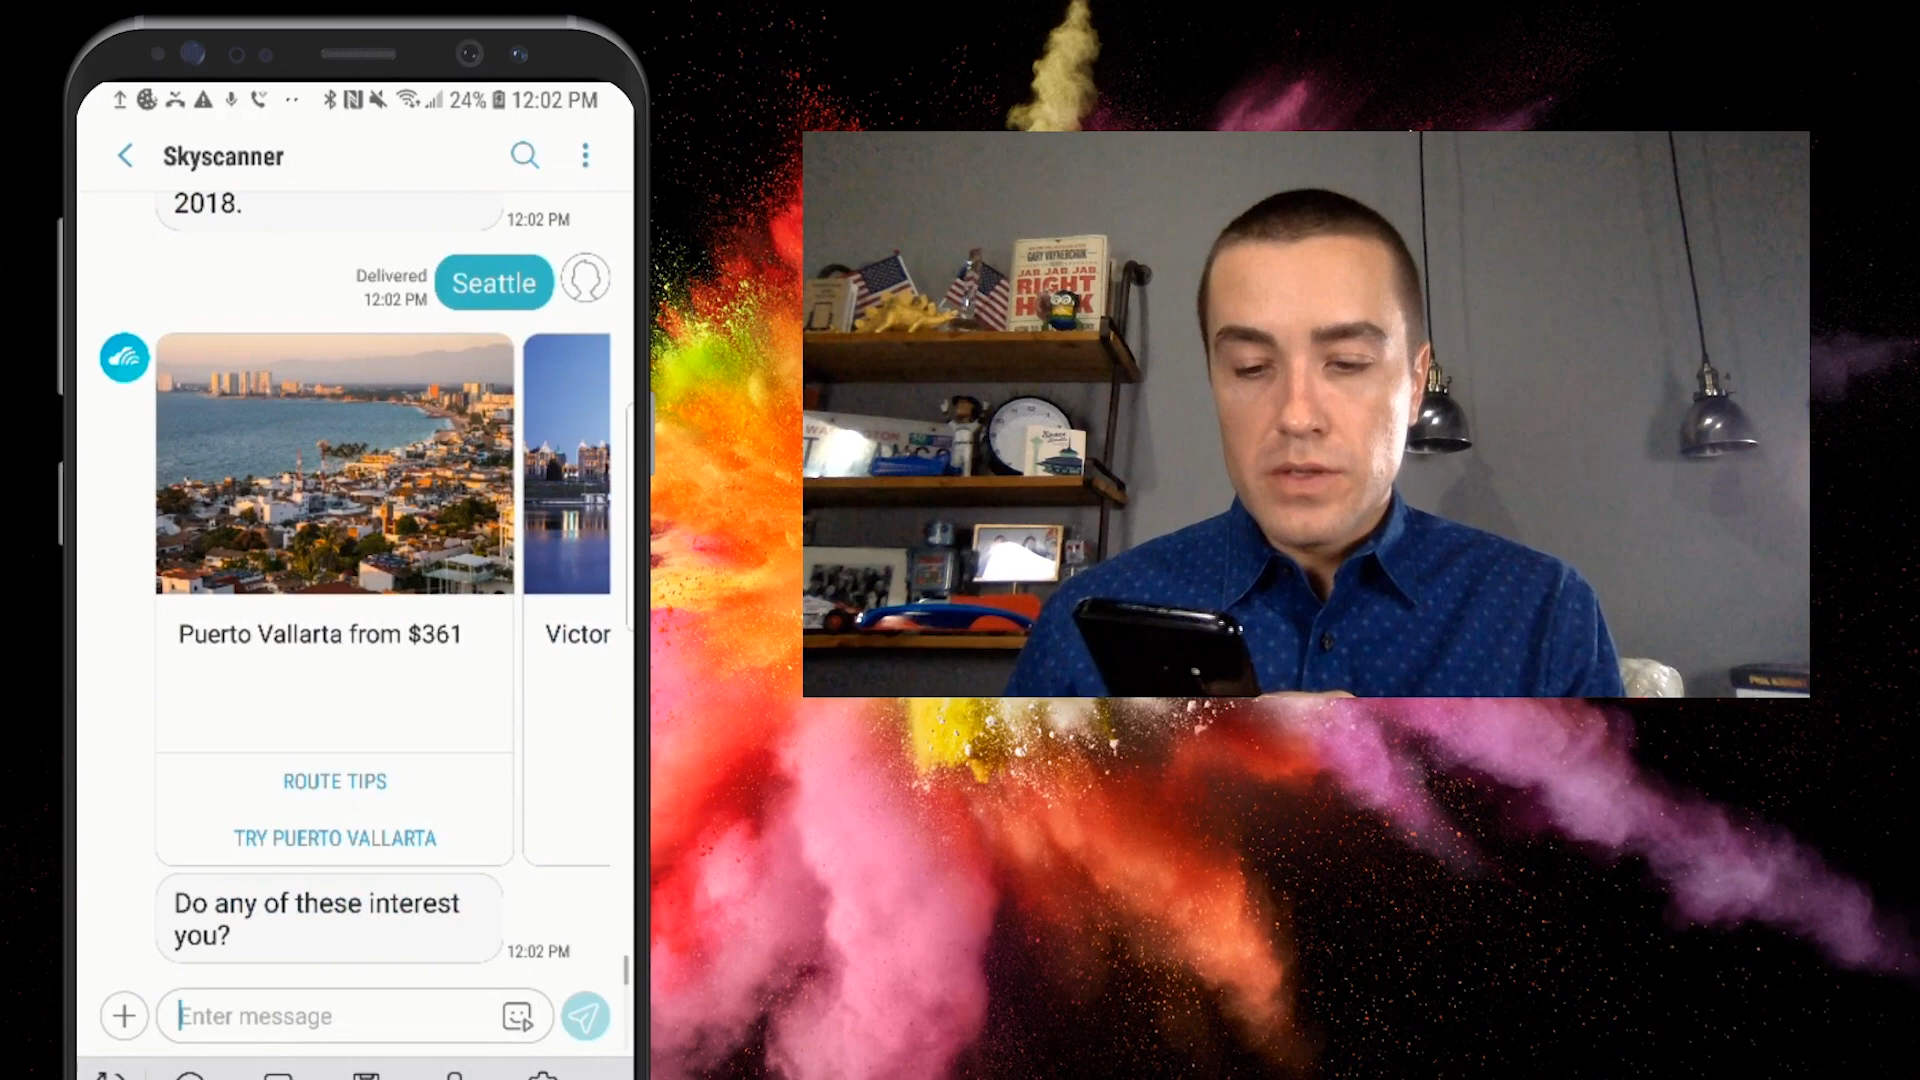 24% 12:02 PM
Skyscanner
2018.
12:02 PM
Delivered
12:02 PM
Seattle
Puerto Vallarta from $361
Victor
ROUTE TIPS
TRY PUERTO VALLARTA
Do any of these interest
you?
12:02 PM
Enter message
GARY VAYNERCHUK
JAB, JAB, JAB,
RIGHT
Space